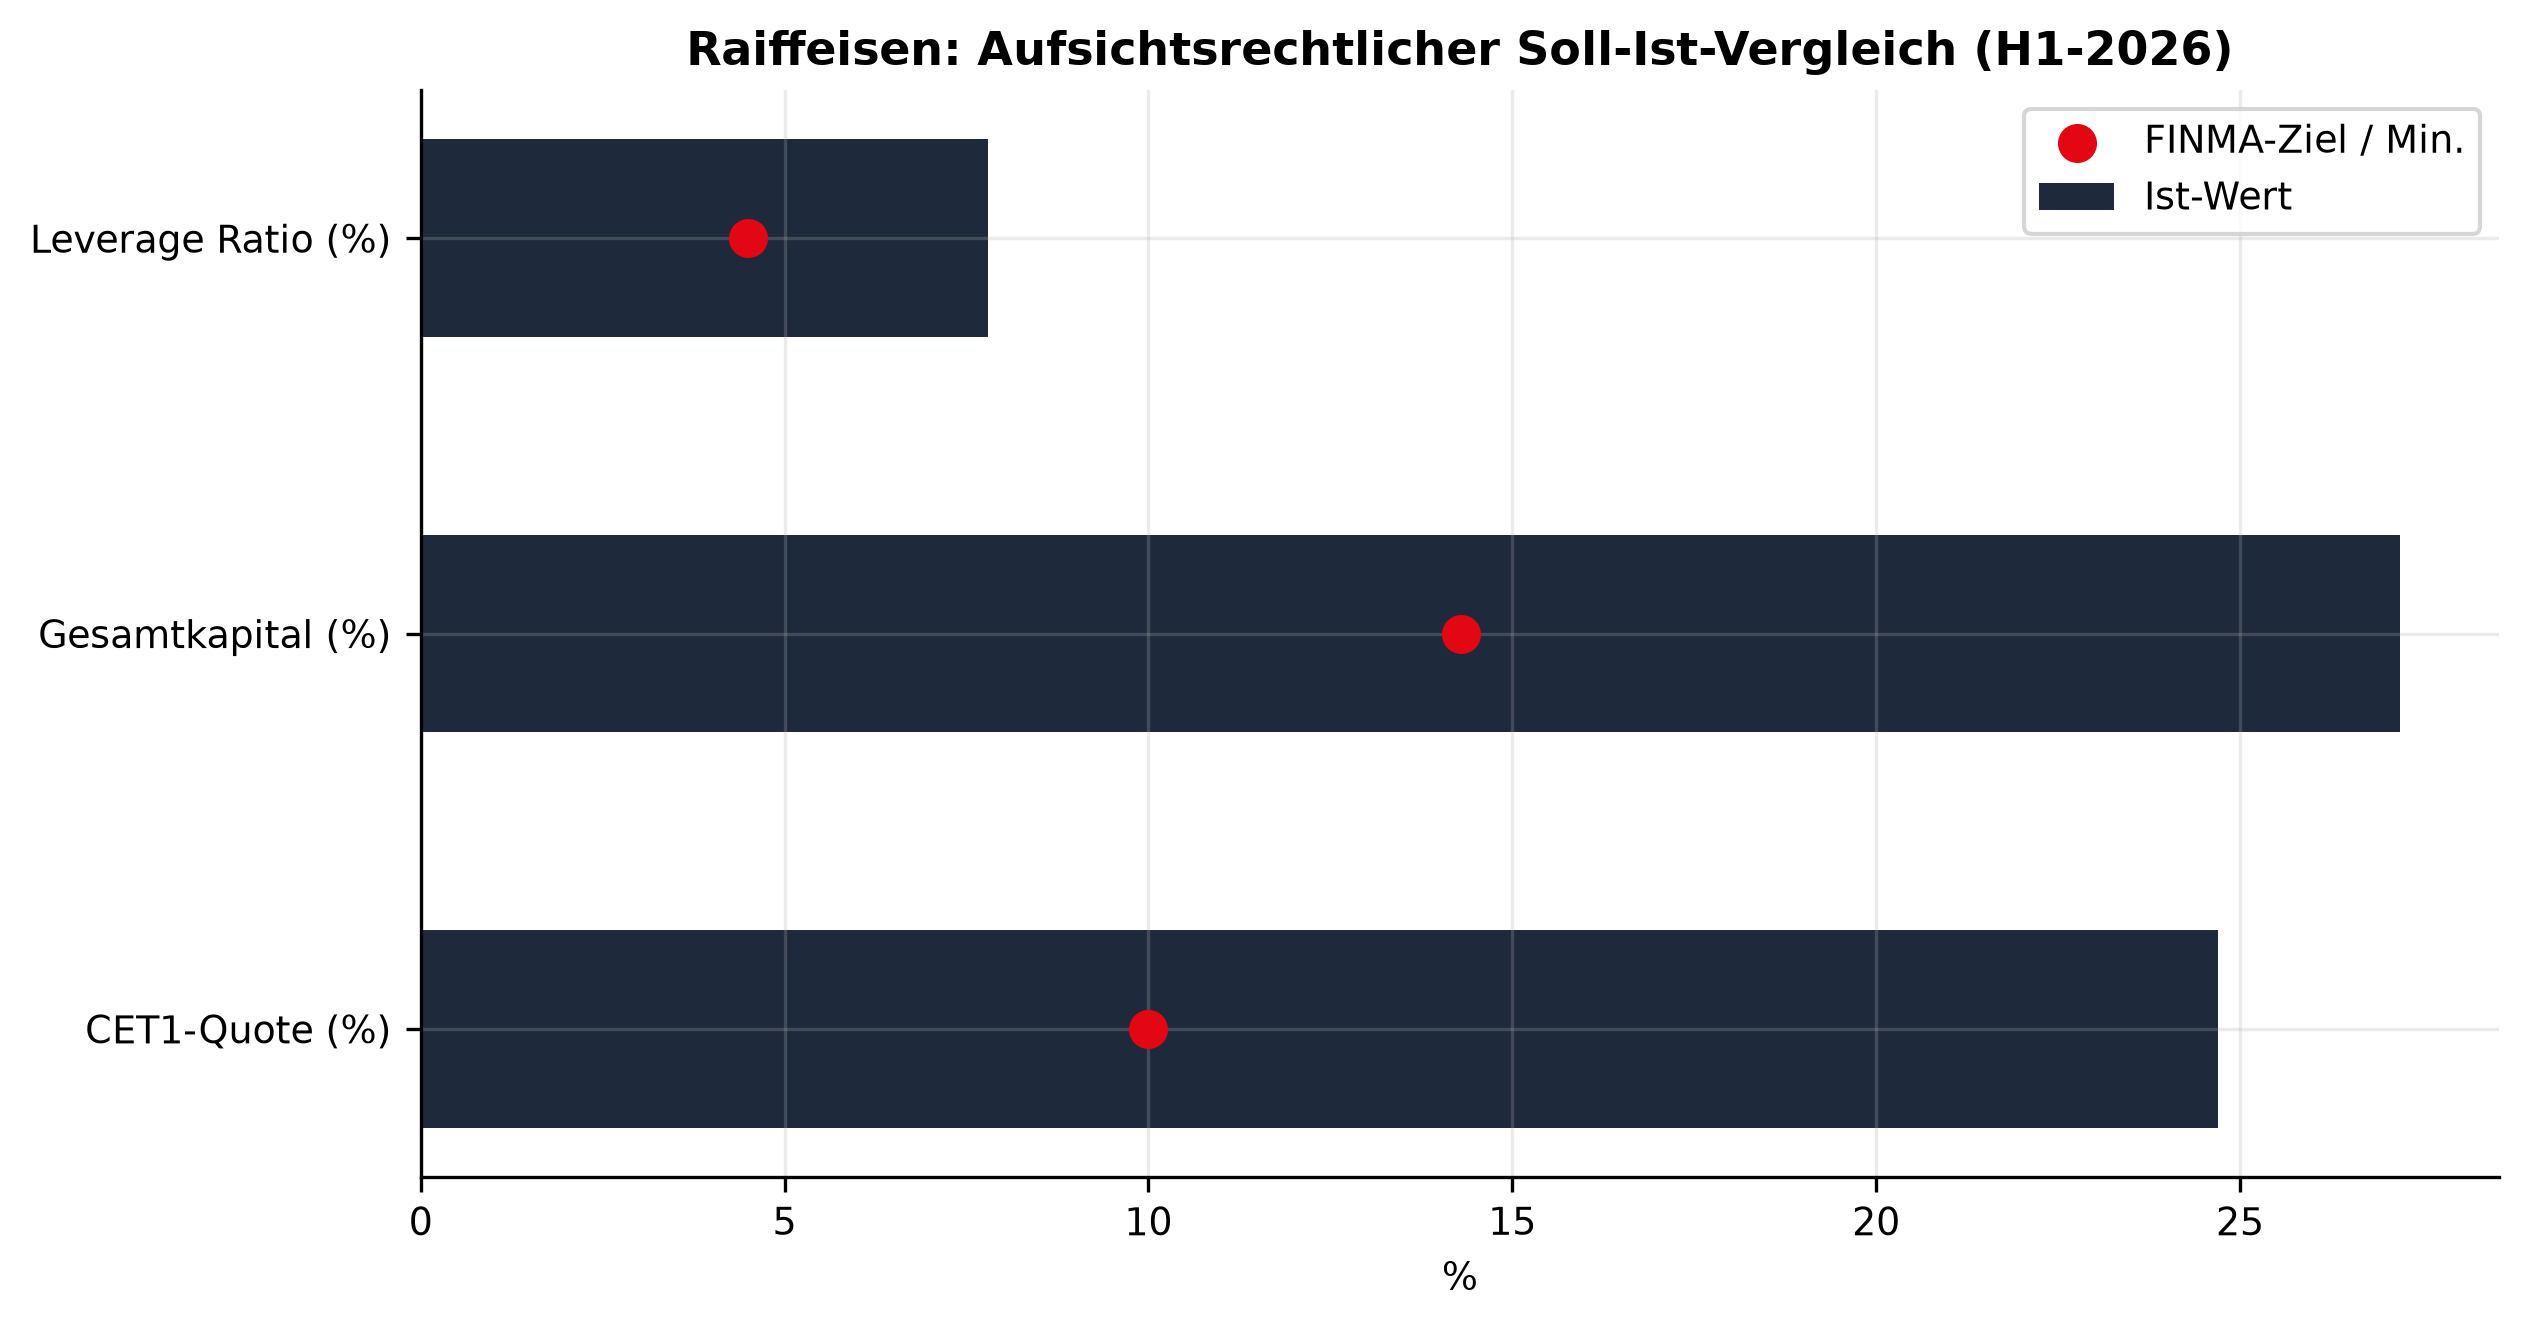 Raiffeisen: Aufsichtsrechtlicher Soll-Ist-Vergleich (H1-2026)
FINMA-Ziel / Min.
Ist-Wert
Leverage Ratio (%)
Gesamtkapital (%)
CET1-Quote (%)
0 5 10 15 20 25
%